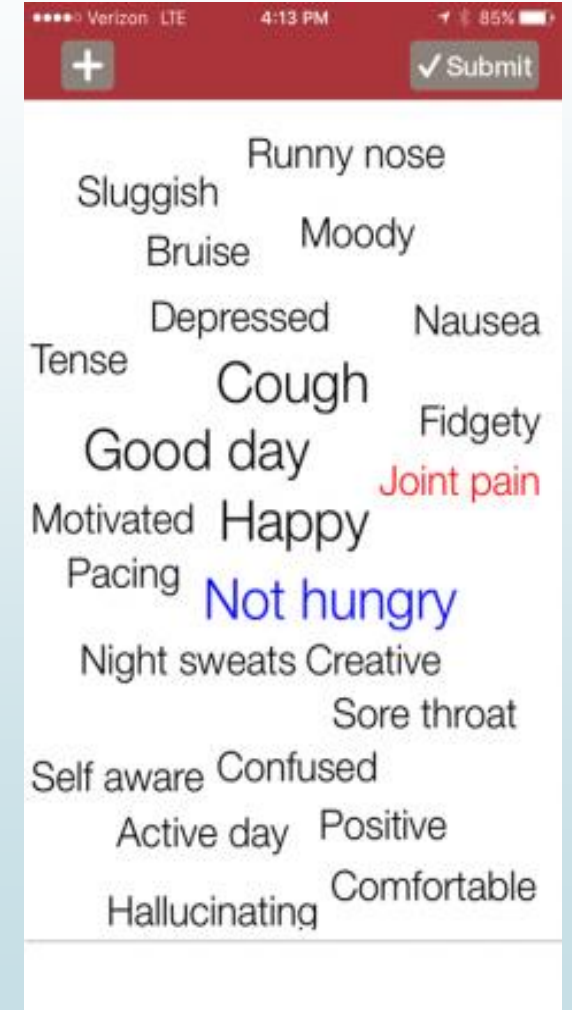 Verizon LTE 4:13 PM 85%
Submit
Runny nose
Sluggish
Moody
Bruise
Depressed
Nausea
Tense
Cough
Fidgety
Good day
Joint pain
Motivated Happy
Pacing
Not hungry
Night sweats Creative
Sore throat
Self aware Confused
Active day Positive
Comfortable
Hallucinating